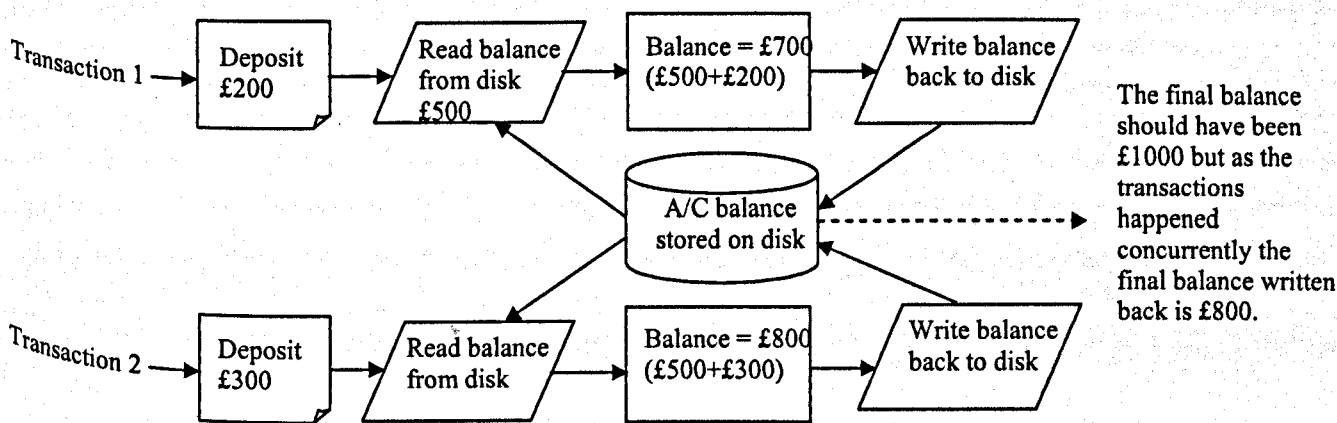 Transaction 1
Deposit
£200
Read balance
from disk
£500
Balance = £700
(£500+£200)
Write balance
back to disk
A/C balance
stored on disk
The final balance
should have been
£1000 but as the
transactions
happened
concurrently the
final balance written
back is £800.
Transaction 2
Deposit
£300
Read balance
from disk
Balance = £800
(£500+£300)
Write balance
back to disk